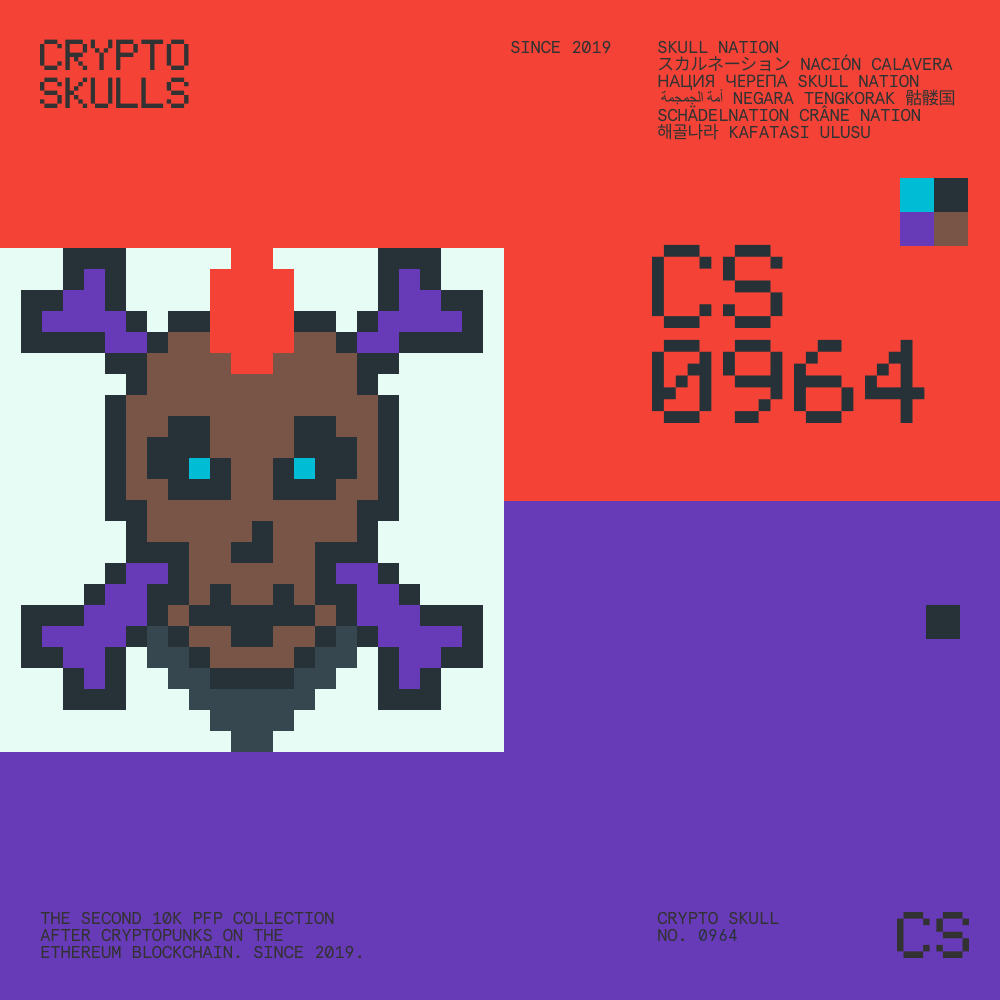 CRYPTO
SKULLS
SINCE 2019
SKULL NATION
スカルネーション NACIÓN CALAVERA
НАЦИЯ ЧЕРЕПА SKULL NATION
أمة الجمجمة NEGARA TENGKORAK 骷髅国
SCHÄDELNATION CRÂNE NATION
해골나라 KAFATASI ULUSU
CS
0964
THE SECOND 10K PFP COLLECTION
AFTER CRYPTOPUNKS ON THE
ETHEREUM BLOCKCHAIN. SINCE 2019.
CRYPTO SKULL
NO. 0964
CS